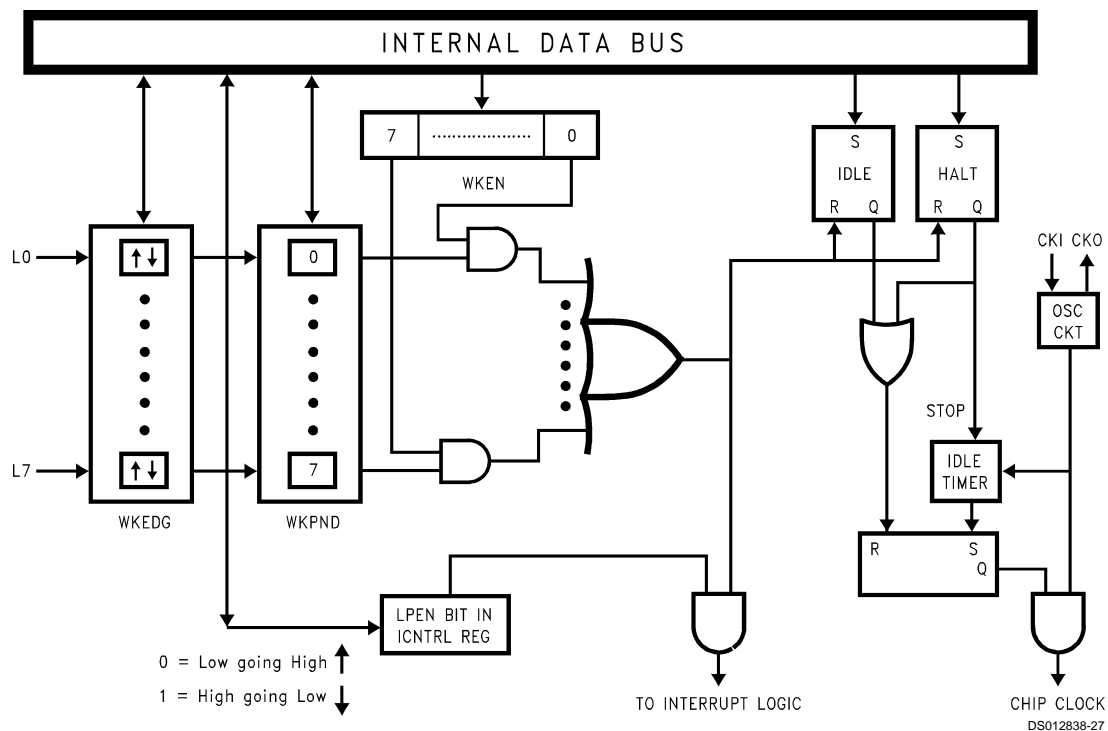 INTERNAL DATA BUS
7 .................... 0
WKEN
S
IDLE
R Q
S
HALT
R Q
L0
0
CKI CKO
OSC
CKT
STOP
IDLE
TIMER
L7
7
WKEDG
WKPND
R S
Q
LPEN BIT IN
ICNTRL REG
0 = Low going High
1 = High going Low
TO INTERRUPT LOGIC
CHIP CLOCK
DS012838-27